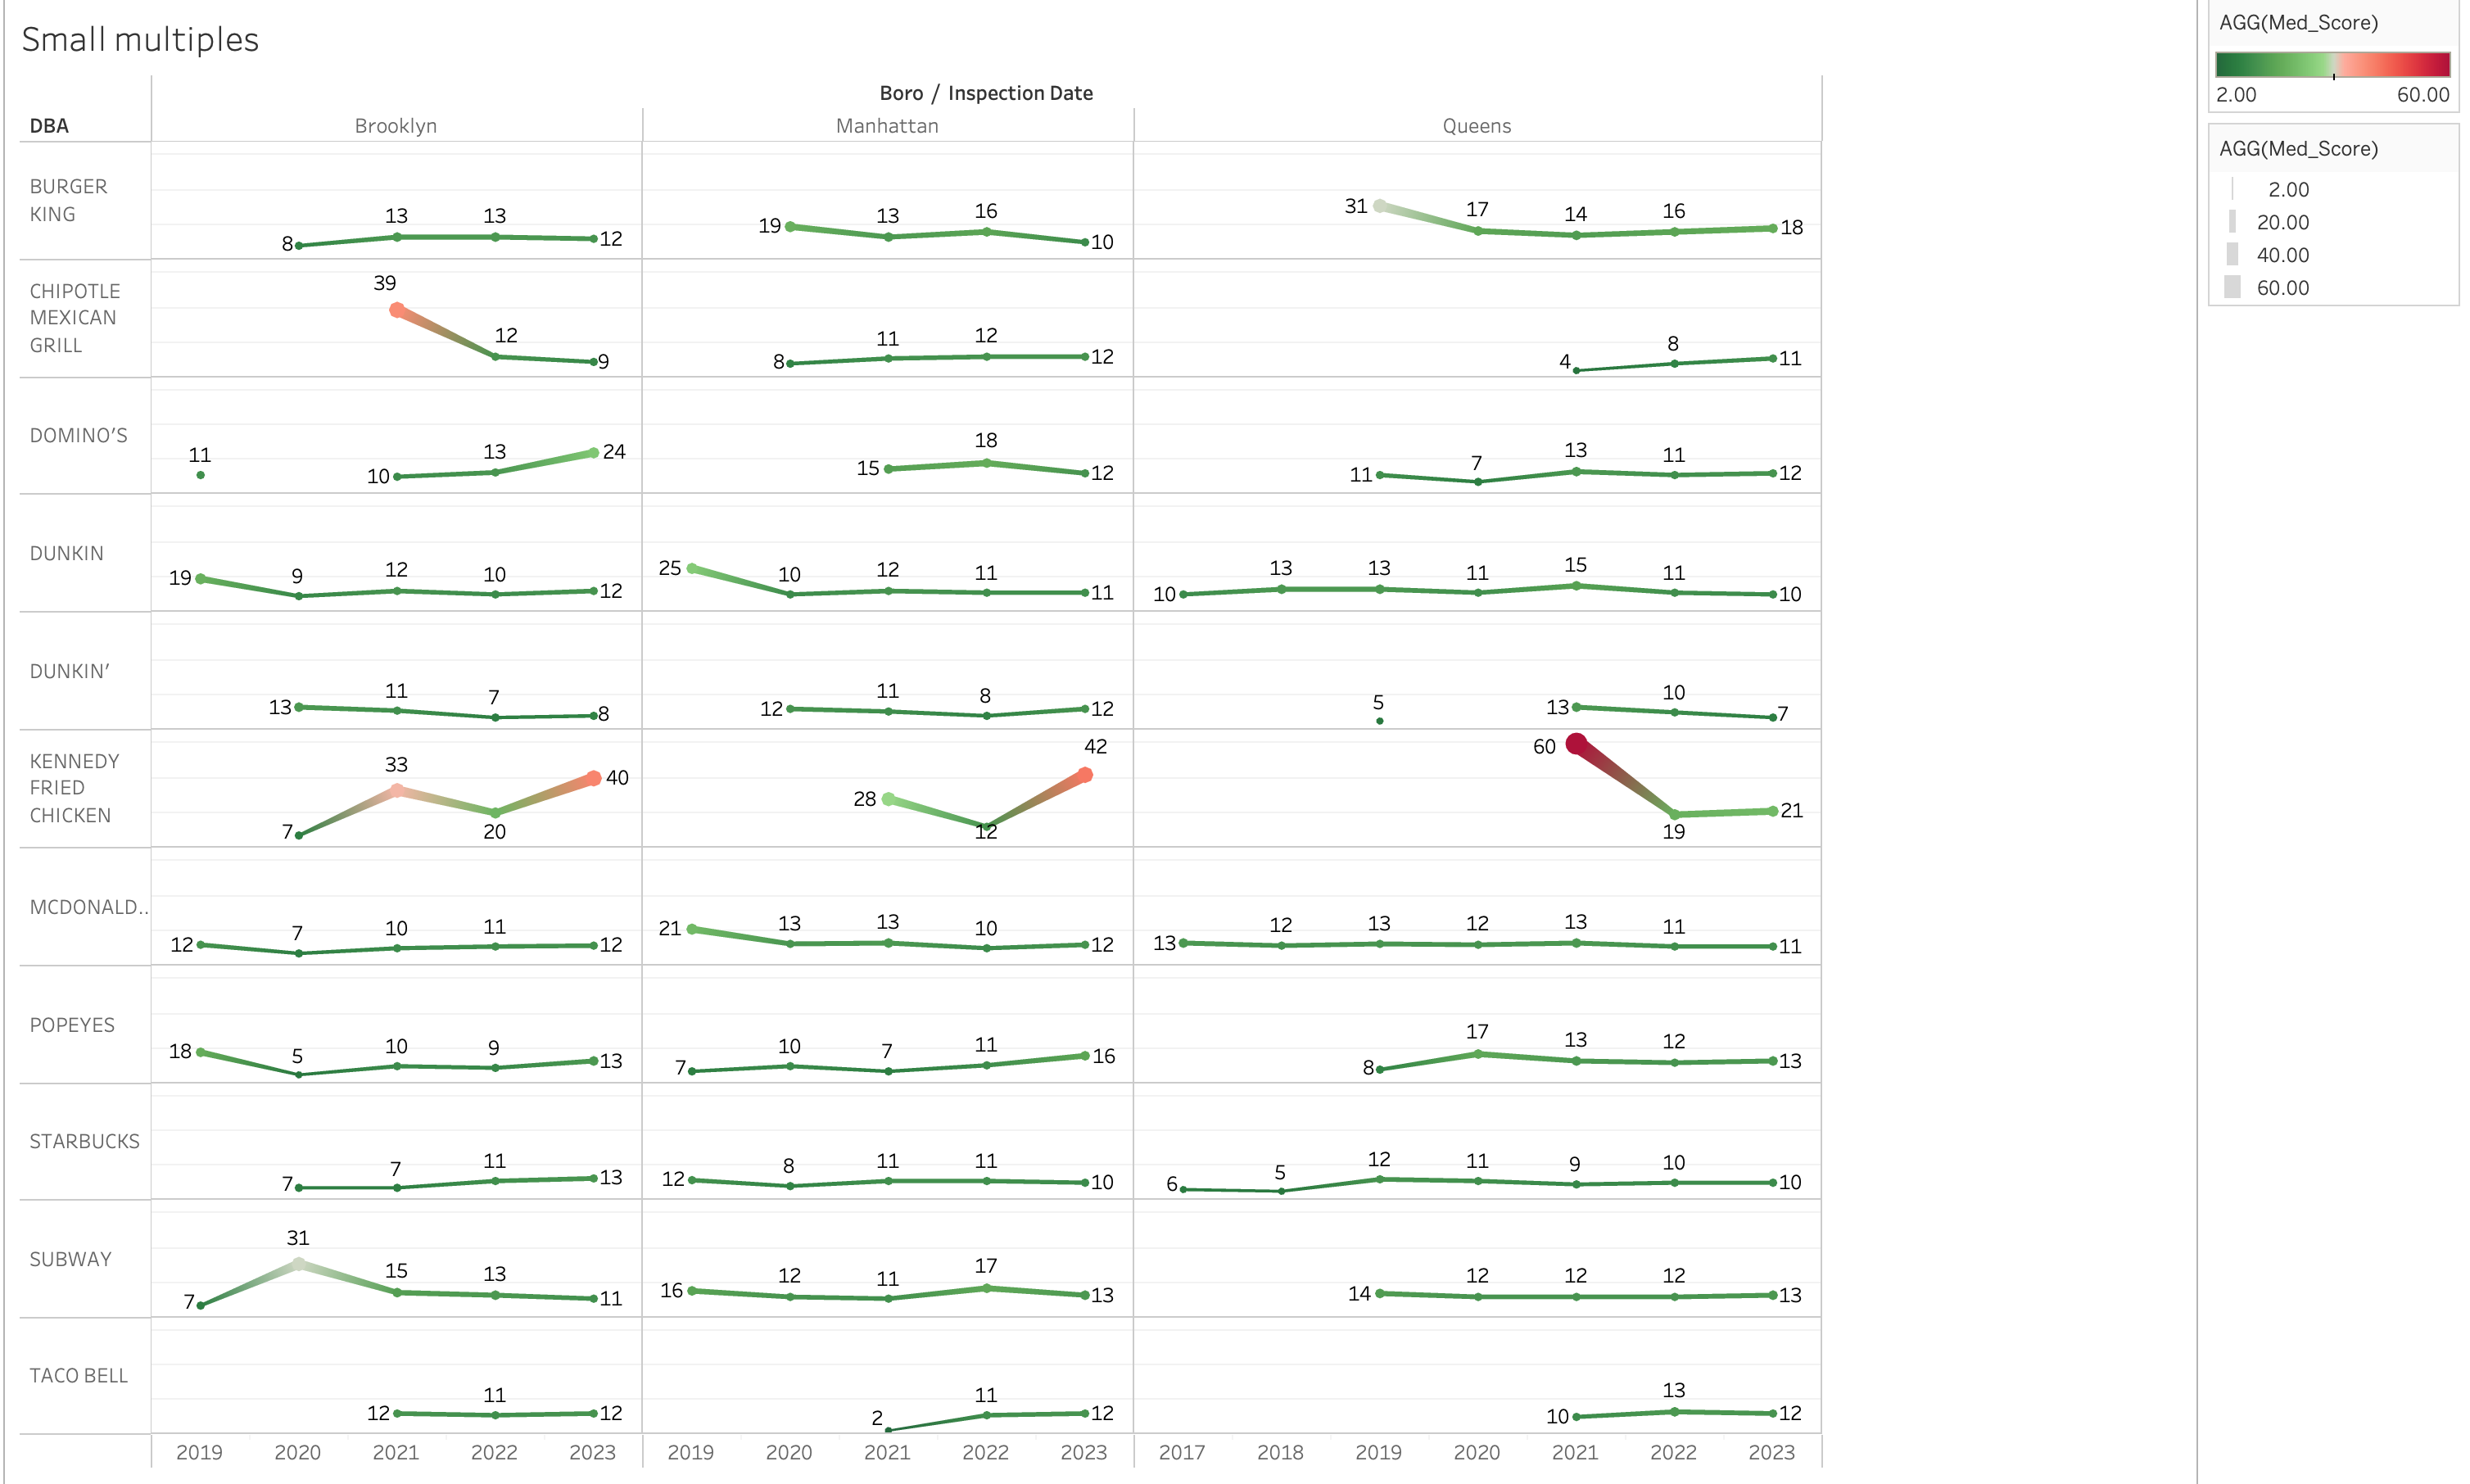 Small multiples
AGG(Med_Score)
2.00 60.00
AGG(Med_Score)
2.00
20.00
40.00
60.00
Boro / Inspection Date
DBA Brooklyn Manhattan Queens
BURGER
KING
8 13 13 12
19 13 16 10
31 17 14 16 18
CHIPOTLE
MEXICAN
GRILL
39 12 9
8 11 12 12
4 8 11
DOMINO'S
11 10 13 24
15 18 12
11 7 13 11 12
DUNKIN
19 9 12 10 12
25 10 12 11 11
10 13 13 11 15 11 10
DUNKIN'
13 11 7 8
12 11 8 12
5 13 10 7
KENNEDY
FRIED
CHICKEN
7 33 20 40
28 12 42
60 19 21
MCDONALD..
12 7 10 11 12
21 13 13 10 12
13 12 13 12 13 11 11
POPEYES
18 5 10 9 13
7 10 7 11 16
8 17 13 12 13
STARBUCKS
7 7 11 13
12 8 11 11 10
6 5 12 11 9 10 10
SUBWAY
7 31 15 13 11
16 12 11 17 13
14 12 12 12 13
TACO BELL
12 11 12
2 11 12
10 13 12
2019 2020 2021 2022 2023 2019 2020 2021 2022 2023 2017 2018 2019 2020 2021 2022 2023